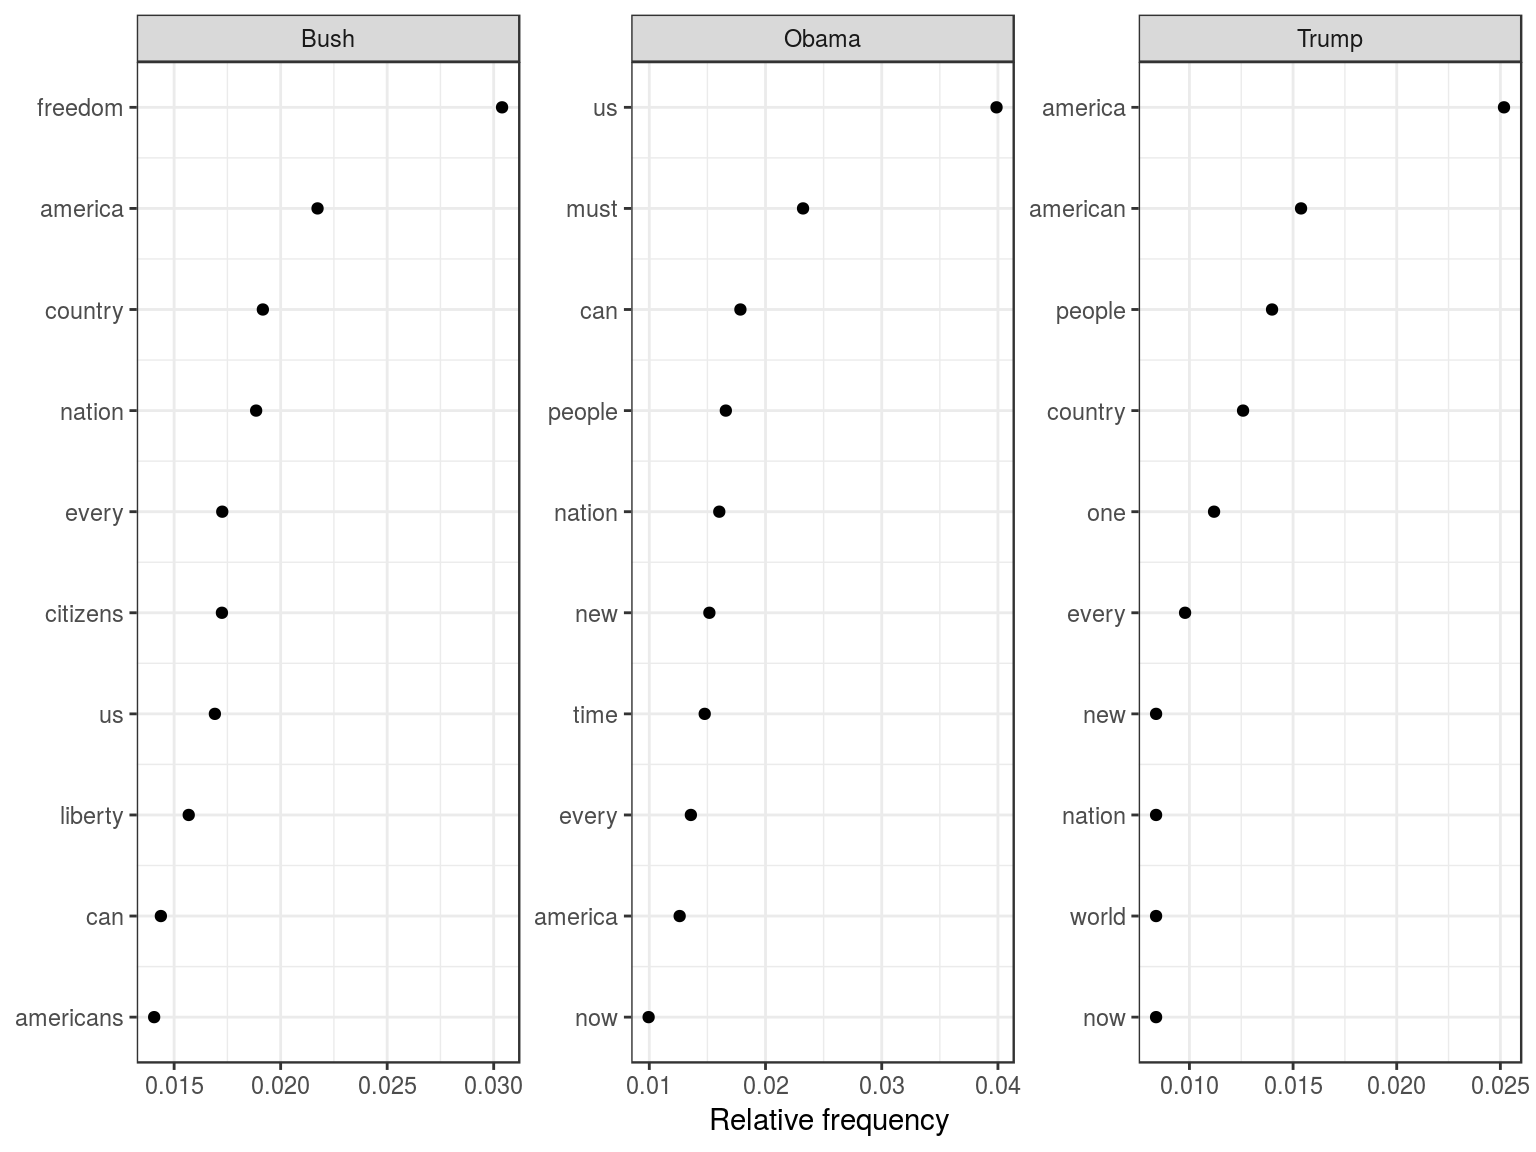 Bush
freedom
america
country
nation
every
citizens
us
liberty
can
americans
0.015 0.020 0.025 0.030
Obama
us
must
can
people
nation
new
time
every
america
now
0.01 0.02 0.03 0.04
Trump
america
american
people
country
one
every
new
nation
world
now
0.010 0.015 0.020 0.025
Relative frequency